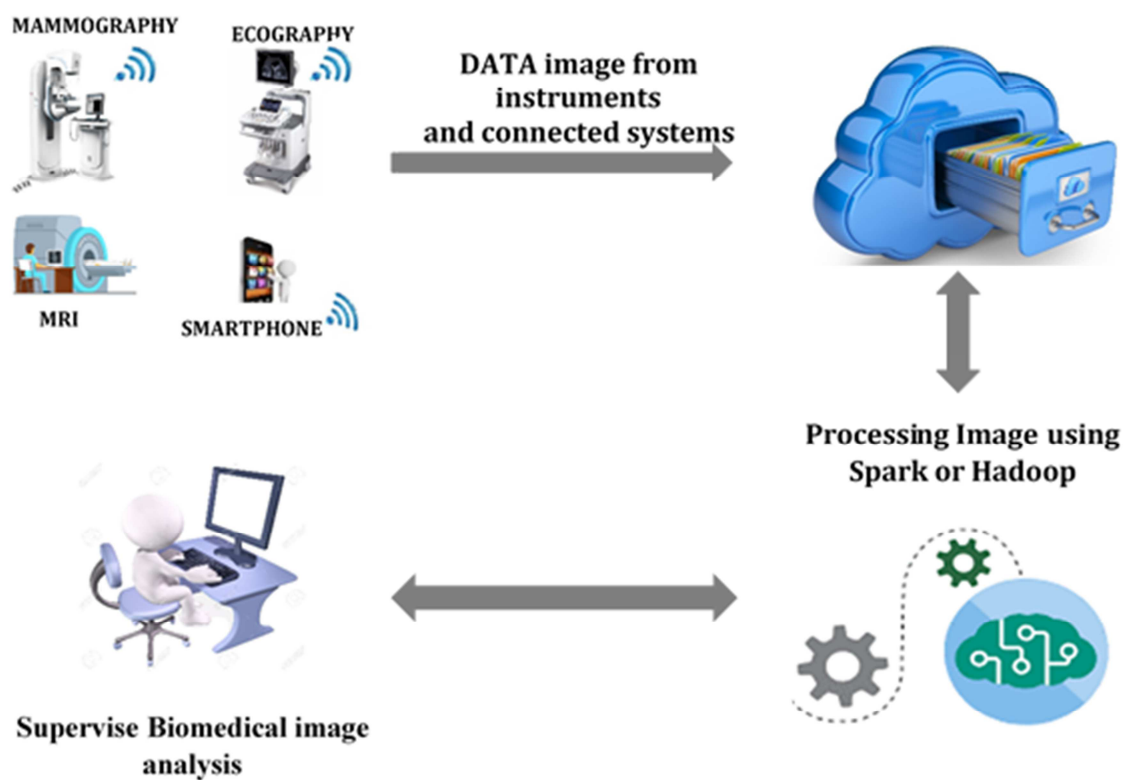 MAMMOGRAPHY
ECOGRAPHY
MRI
SMARTPHONE
DATA image from
instruments
and connected systems
Processing Image using
Spark or Hadoop
Supervise Biomedical image
analysis